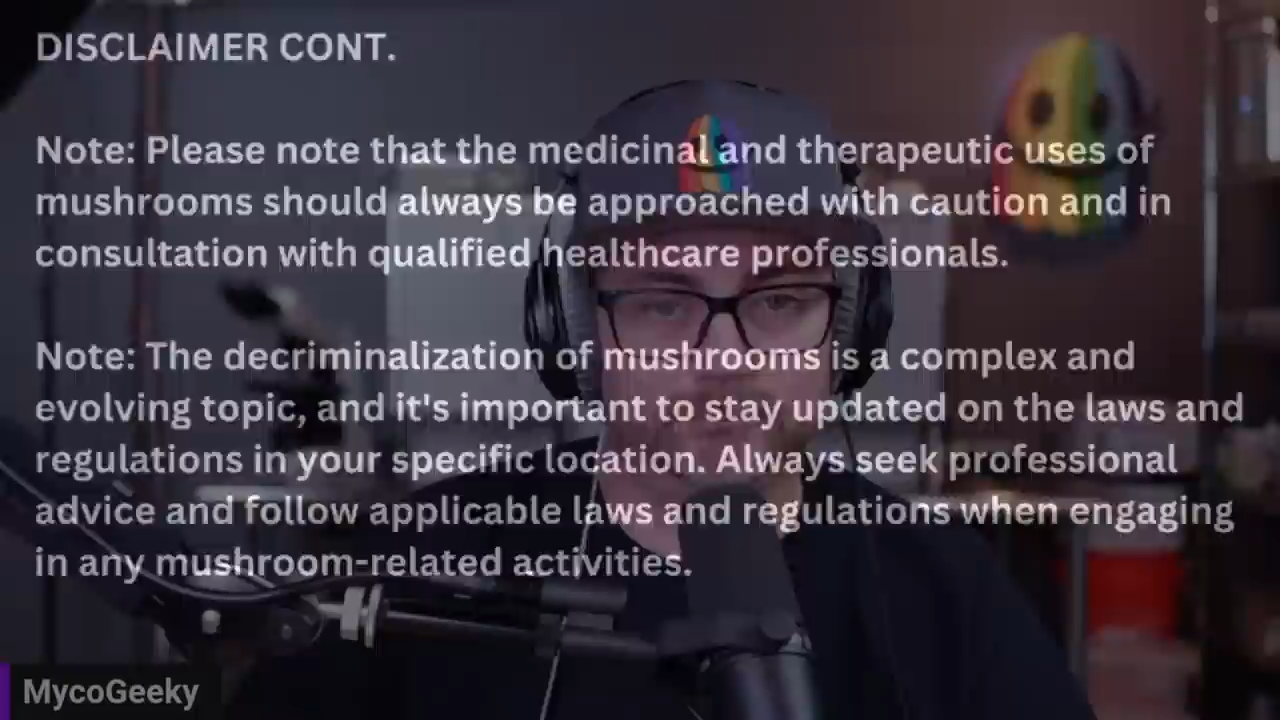 DISCLAIMER CONT.
Note: Please note that the medicinal and therapeutic uses of
mushrooms should always be approached with caution and in
consultation with qualified healthcare professionals.
Note: The decriminalization of mushrooms is a complex and
evolving topic, and it's important to stay updated on the laws and
regulations in your specific location. Always seek professional
advice and follow applicable laws and regulations when engaging
in any mushroom-related activities.
MycoGeeky